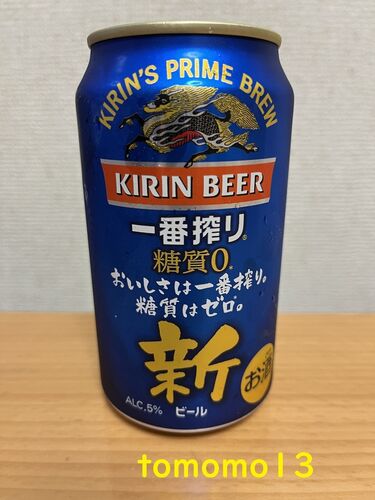 KIRIN'S PRIME BREW
KIRIN BEER
一番搾り®
糖質0*
おいしさは一番搾り。
糖質はゼロ。*
新
お酒
ALC.5% ビール
tomomo13